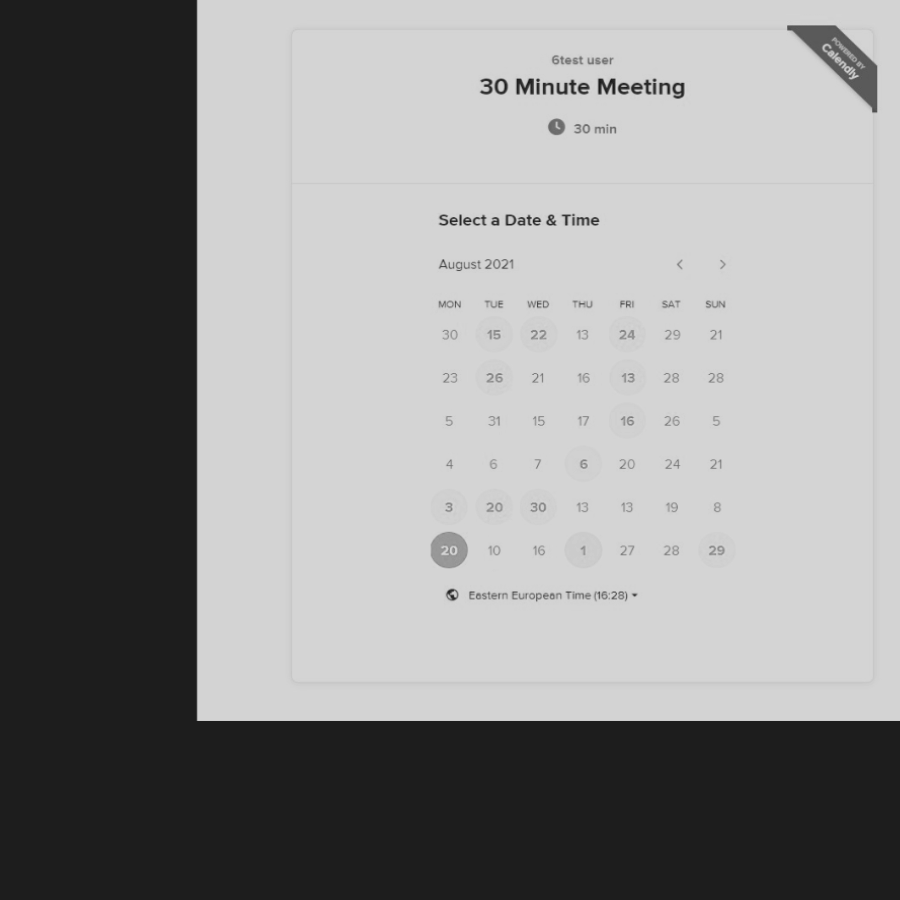 POWERED BY
Calendly
6test user
30 Minute Meeting
30 min
Select a Date & Time
August 2021
MON TUE WED THU FRI SAT SUN
30 15 22 13 24 29 21
23 26 21 16 13 28 28
5 31 15 17 16 26 5
4 6 7 6 20 24 21
3 20 30 13 13 19 8
20 10 16 1 27 28 29
Eastern European Time (16:28)